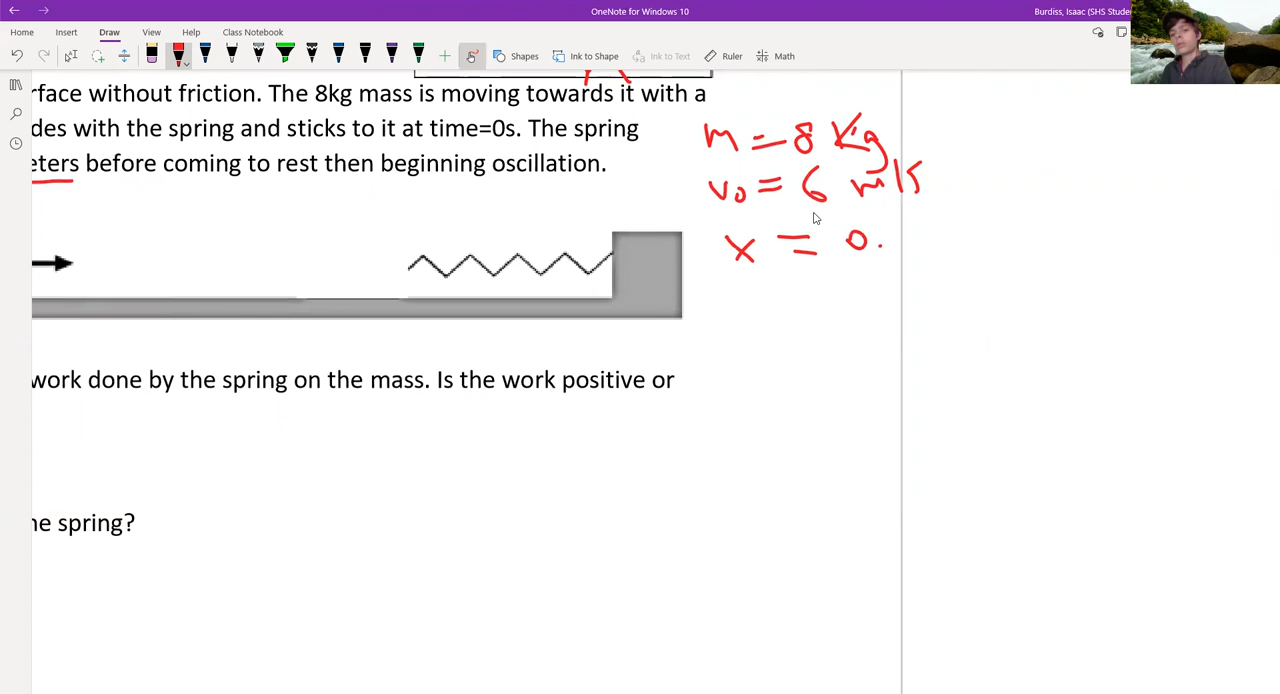 OneNote for Windows 10
Burdiss, Isaac (SHS Stude
Home Insert Draw View Help Class Notebook
Shapes Ink to Shape Ink to Text Ruler Math
rface without friction. The 8kg mass is moving towards it with a
des with the spring and sticks to it at time=0s. The spring
eters before coming to rest then beginning oscillation.
m = 8 Kg
v0 = 6 m/s
x = 0.
work done by the spring on the mass. Is the work positive or
ne spring?